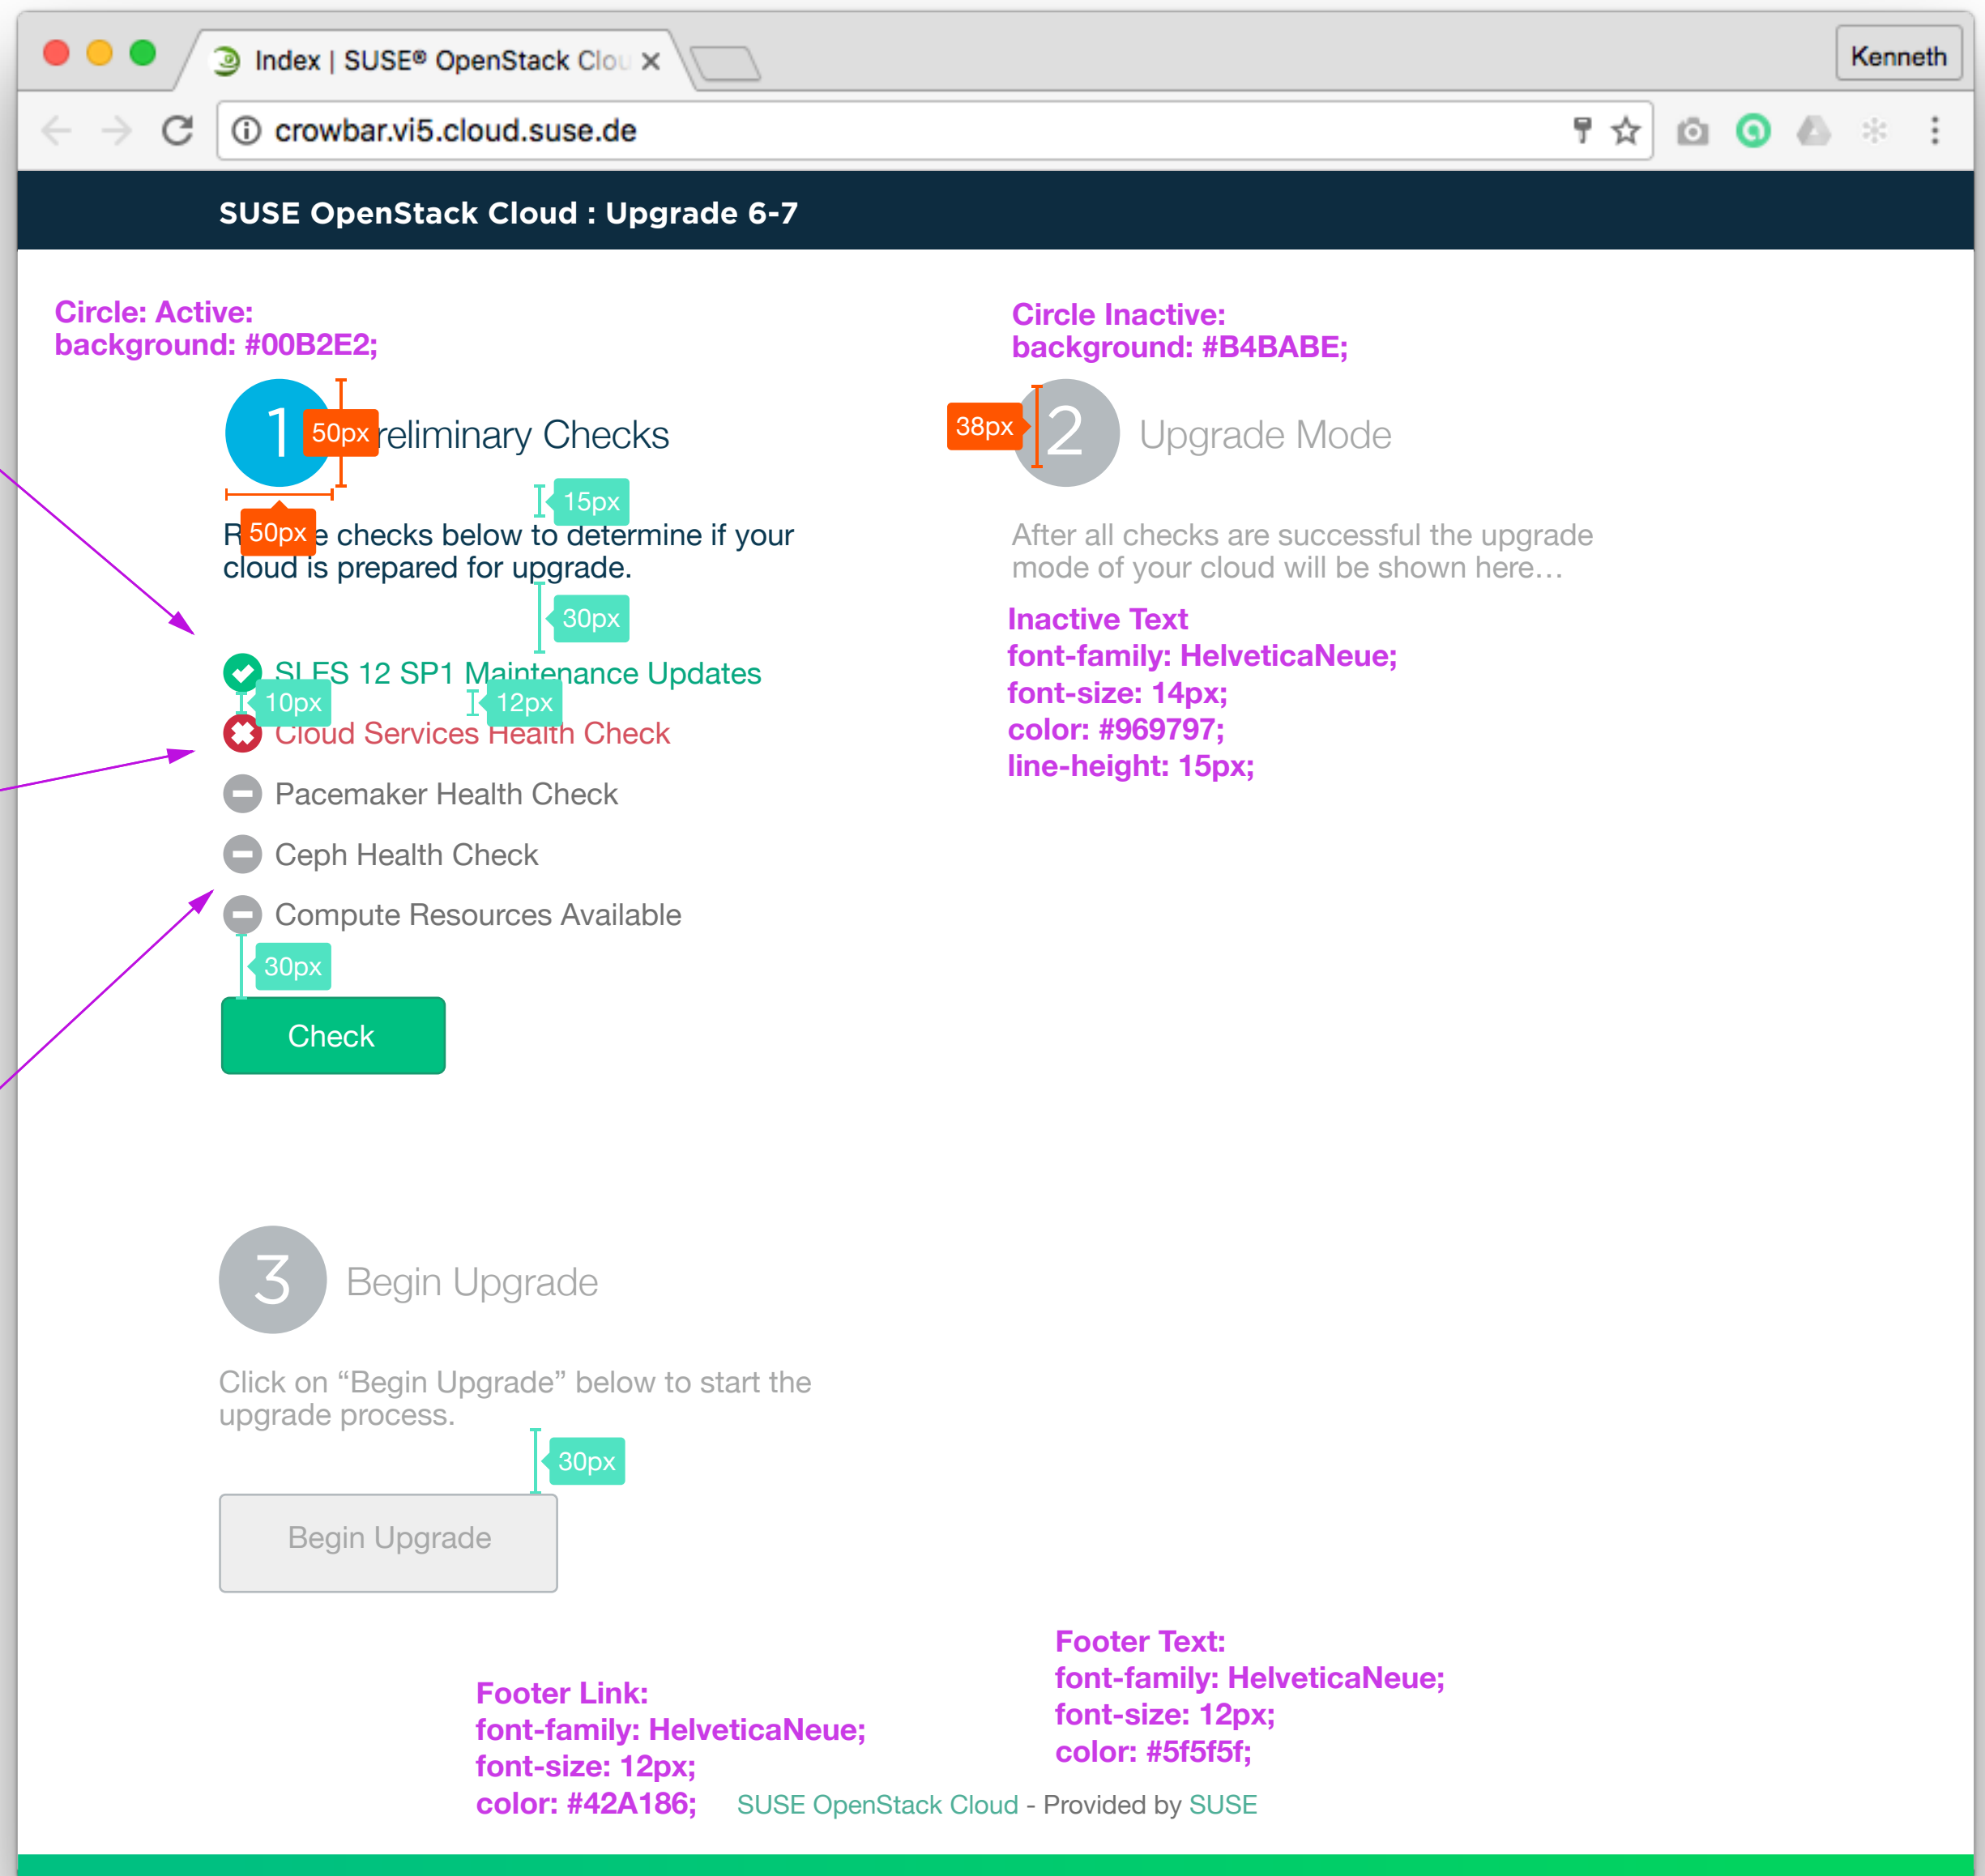 Index | SUSE® OpenStack Clou
Kenneth
crowbar.vi5.cloud.suse.de
SUSE OpenStack Cloud : Upgrade 6-7
Circle: Active:
background: #00B2E2;
Circle Inactive:
background: #B4BABE;
1
50px
reliminary Checks
38px
2
Upgrade Mode
15px
50px
checks below to determine if your
cloud is prepared for upgrade.
After all checks are successful the upgrade
mode of your cloud will be shown here…
30px
Inactive Text
font-family: HelveticaNeue;
font-size: 14px;
color: #969797;
line-height: 15px;
SLES 12 SP1 Maintenance Updates
10px
12px
Cloud Services Health Check
Pacemaker Health Check
Ceph Health Check
Compute Resources Available
30px
Check
3
Begin Upgrade
Click on “Begin Upgrade” below to start the
upgrade process.
30px
Begin Upgrade
Footer Text:
font-family: HelveticaNeue;
font-size: 12px;
color: #5f5f5f;
Footer Link:
font-family: HelveticaNeue;
font-size: 12px;
color: #42A186;
SUSE OpenStack Cloud - Provided by SUSE